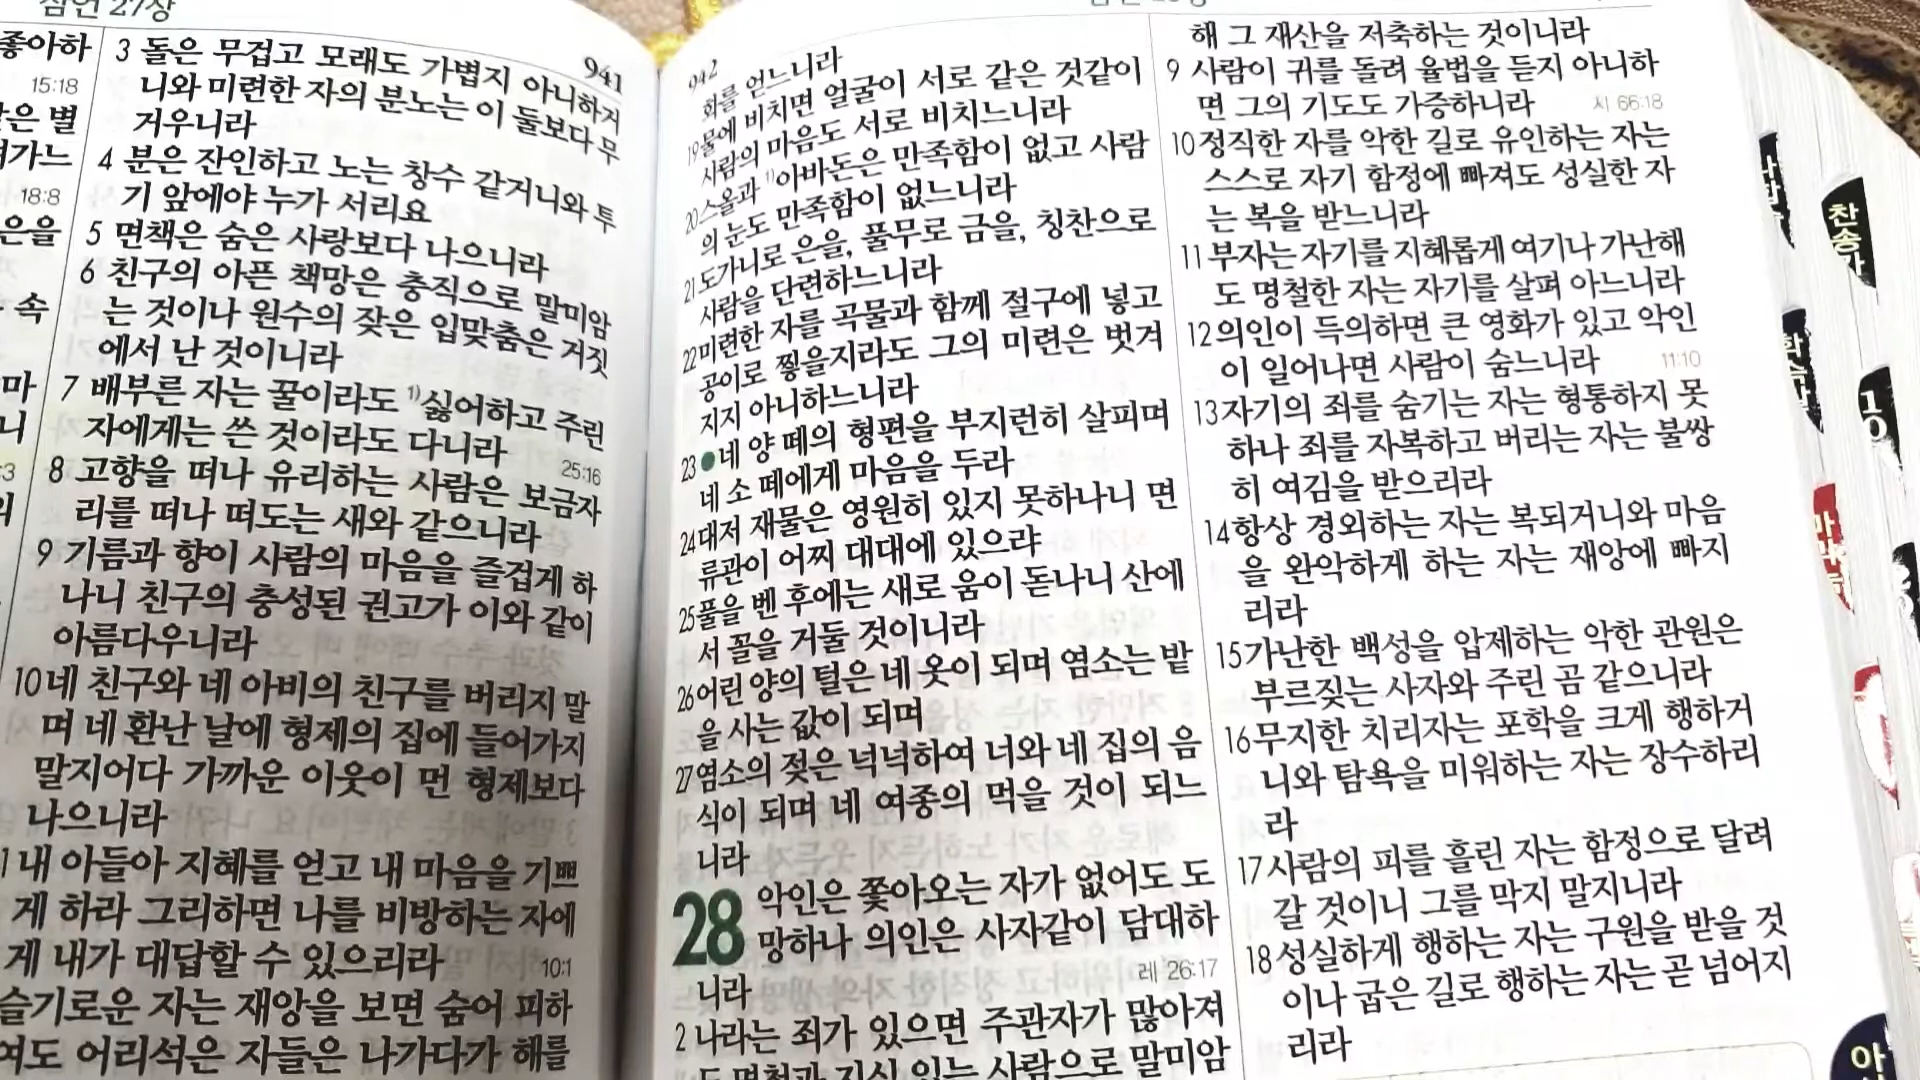 잠언 27장
좋아하
15:18
같은 별
여가느
18:8
은을
속
마
니
941
3 돌은 무겁고 모래도 가볍지 아니하거
니와 미련한 자의 분노는 이 둘보다 무
거우니라
4 분은 잔인하고 노는 창수 같거니와 투
기 앞에야 누가 서리요
5 면책은 숨은 사랑보다 나으니라
6 친구의 아픈 책망은 충직으로 말미암
는 것이나 원수의 잦은 입맞춤은 거짓
에서 난 것이니라
7 배부른 자는 꿀이라도 1)싫어하고 주린
자에게는 쓴 것이라도 다니라
25:16
8 고향을 떠나 유리하는 사람은 보금자
리를 떠나 떠도는 새와 같으니라
9 기름과 향이 사람의 마음을 즐겁게 하
나니 친구의 충성된 권고가 이와 같이
아름다우니라
10 네 친구와 네 아비의 친구를 버리지 말
며 네 환난 날에 형제의 집에 들어가지
말지어다 가까운 이웃이 먼 형제보다
나으니라
1 내 아들아 지혜를 얻고 내 마음을 기쁘
게 하라 그리하면 나를 비방하는 자에
게 내가 대답할 수 있으리라 10:1
슬기로운 자는 재앙을 보면 숨어 피하
여도 어리석은 자들은 나가다가 해를
942
화를 얻느니라
19 물에 비치면 얼굴이 서로 같은 것같이
사람의 마음도 서로 비치느니라
20 스올과 1)아바돈은 만족함이 없고 사람
의 눈도 만족함이 없느니라
21 도가니로 은을, 풀무로 금을, 칭찬으로
사람을 단련하느니라
22 미련한 자를 곡물과 함께 절구에 넣고
공이로 찧을지라도 그의 미련은 벗겨
지지 아니하느니라
23 ●네 양 떼의 형편을 부지런히 살피며
네 소 떼에게 마음을 두라
24 대저 재물은 영원히 있지 못하나니 면
류관이 어찌 대대에 있으랴
25 풀을 벤 후에는 새로 움이 돋나니 산에
서 꼴을 거둘 것이니라
26 어린 양의 털은 네 옷이 되며 염소는 밭
을 사는 값이 되며
27 염소의 젖은 넉넉하여 너와 네 집의 음
식이 되며 네 여종의 먹을 것이 되느
니라
28 악인은 쫓아오는 자가 없어도 도
망하나 의인은 사자같이 담대하
니라
레 26:17
2 나라는 죄가 있으면 주관자가 많아져
도 명철과 지식 있는 사람으로 말미암
해 그 재산을 저축하는 것이니라
9 사람이 귀를 돌려 율법을 듣지 아니하
면 그의 기도도 가증하니라 시 66:18
10 정직한 자를 악한 길로 유인하는 자는
스스로 자기 함정에 빠져도 성실한 자
는 복을 받느니라
11 부자는 자기를 지혜롭게 여기나 가난해
도 명철한 자는 자기를 살펴 아느니라
12 의인이 득의하면 큰 영화가 있고 악인
이 일어나면 사람이 숨느니라 11:10
13 자기의 죄를 숨기는 자는 형통하지 못
하나 죄를 자복하고 버리는 자는 불쌍
히 여김을 받으리라
14 항상 경외하는 자는 복되거니와 마음
을 완악하게 하는 자는 재앙에 빠지
리라
15 가난한 백성을 압제하는 악한 관원은
부르짖는 사자와 주린 곰 같으니라
16 무지한 치리자는 포학을 크게 행하거
니와 탐욕을 미워하는 자는 장수하리
라
17 사람의 피를 흘린 자는 함정으로 달려
갈 것이니 그를 막지 말지니라
18 성실하게 행하는 자는 구원을 받을 것
이나 굽은 길로 행하는 자는 곧 넘어지
리라
찬송가
아